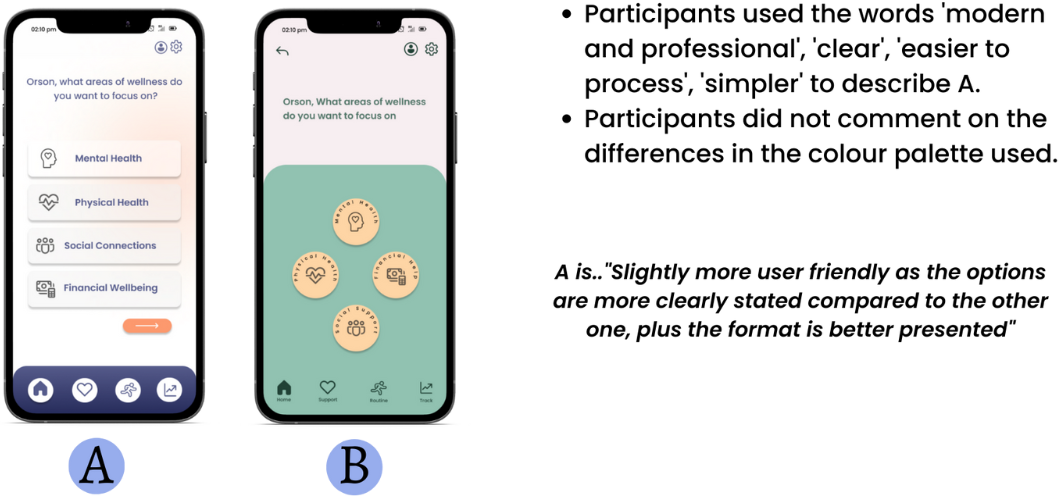 02:10 pm
Orson, what areas of wellness do
you want to focus on?
Mental Health
Physical Health
Social Connections
Financial Wellbeing
A
02:10 pm
Orson, What areas of wellness
do you want to focus on
Mental Health
Physical Health
Financial Help
Social Support
Home
Support
Routine
Track
B
• Participants used the words 'modern
and professional', 'clear', 'easier to
process', 'simpler' to describe A.
• Participants did not comment on the
differences in the colour palette used.
A is.."Slightly more user friendly as the options
are more clearly stated compared to the other
one, plus the format is better presented"